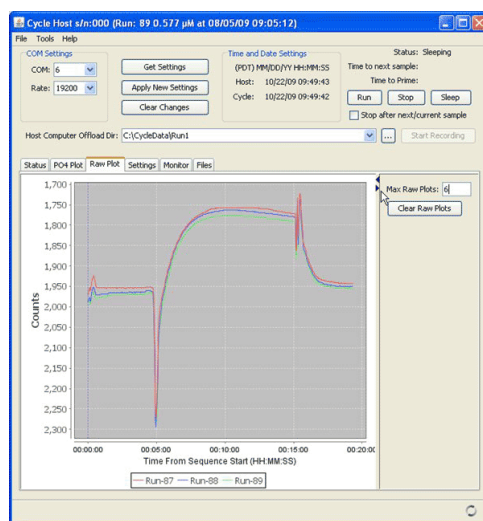 Cycle Host s/n:000 (Run: 89 0.577 µM at 08/05/09 09:05:12)
File Tools Help
COM Settings
COM: 6
Rate: 19200
Get Settings
Apply New Settings
Clear Changes
Time and Date Settings
(PDT) MM/DD/YY HH:MM:SS
Host: 10/22/09 09:49:43
Cycle: 10/22/09 09:49:42
Status: Sleeping
Time to next sample:
Time to Prime:
Run Stop Sleep
Stop after next/current sample
Host Computer Offload Dir: C:\CycleData\Run1 ... Start Recording
Status PO4 Plot Raw Plot Settings Monitor Files
Max Raw Plots: 6
Clear Raw Plots
1,700
1,750
1,800
1,850
1,900
1,950
2,000
2,050
2,100
2,150
2,200
2,250
2,300
Counts
00:00:00 00:05:00 00:10:00 00:15:00 00:20:00
Time From Sequence Start (HH:MM:SS)
Run-87 Run-88 Run-89